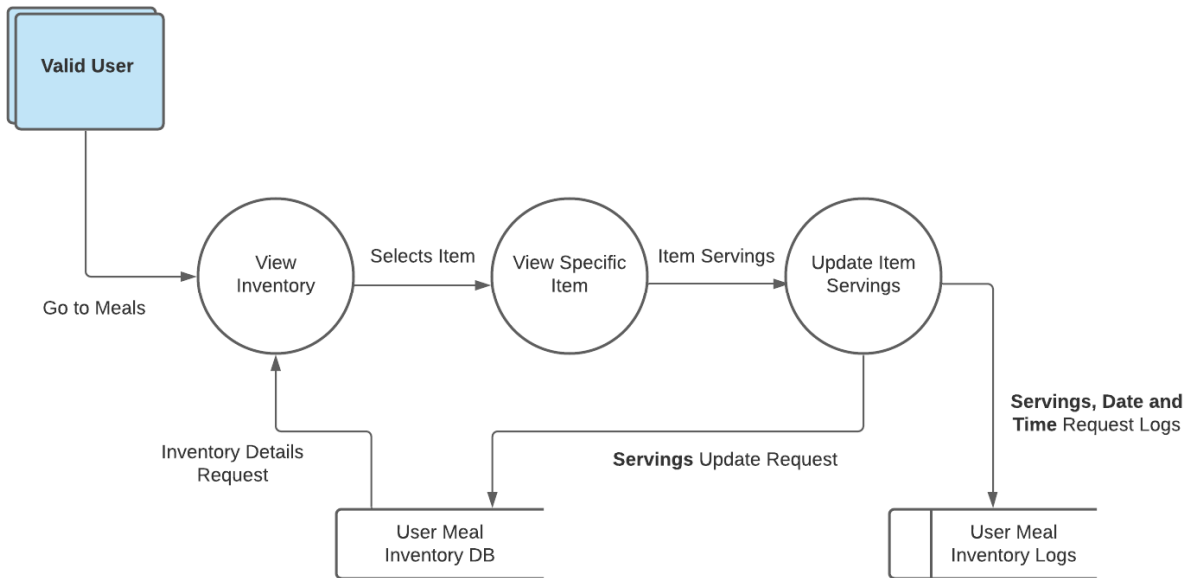 Valid User
View
Inventory
Selects Item
View Specific
Item
Item Servings
Update Item
Servings
Go to Meals
Servings, Date and
Time Request Logs
Inventory Details
Request
Servings Update Request
User Meal
Inventory DB
User Meal
Inventory Logs